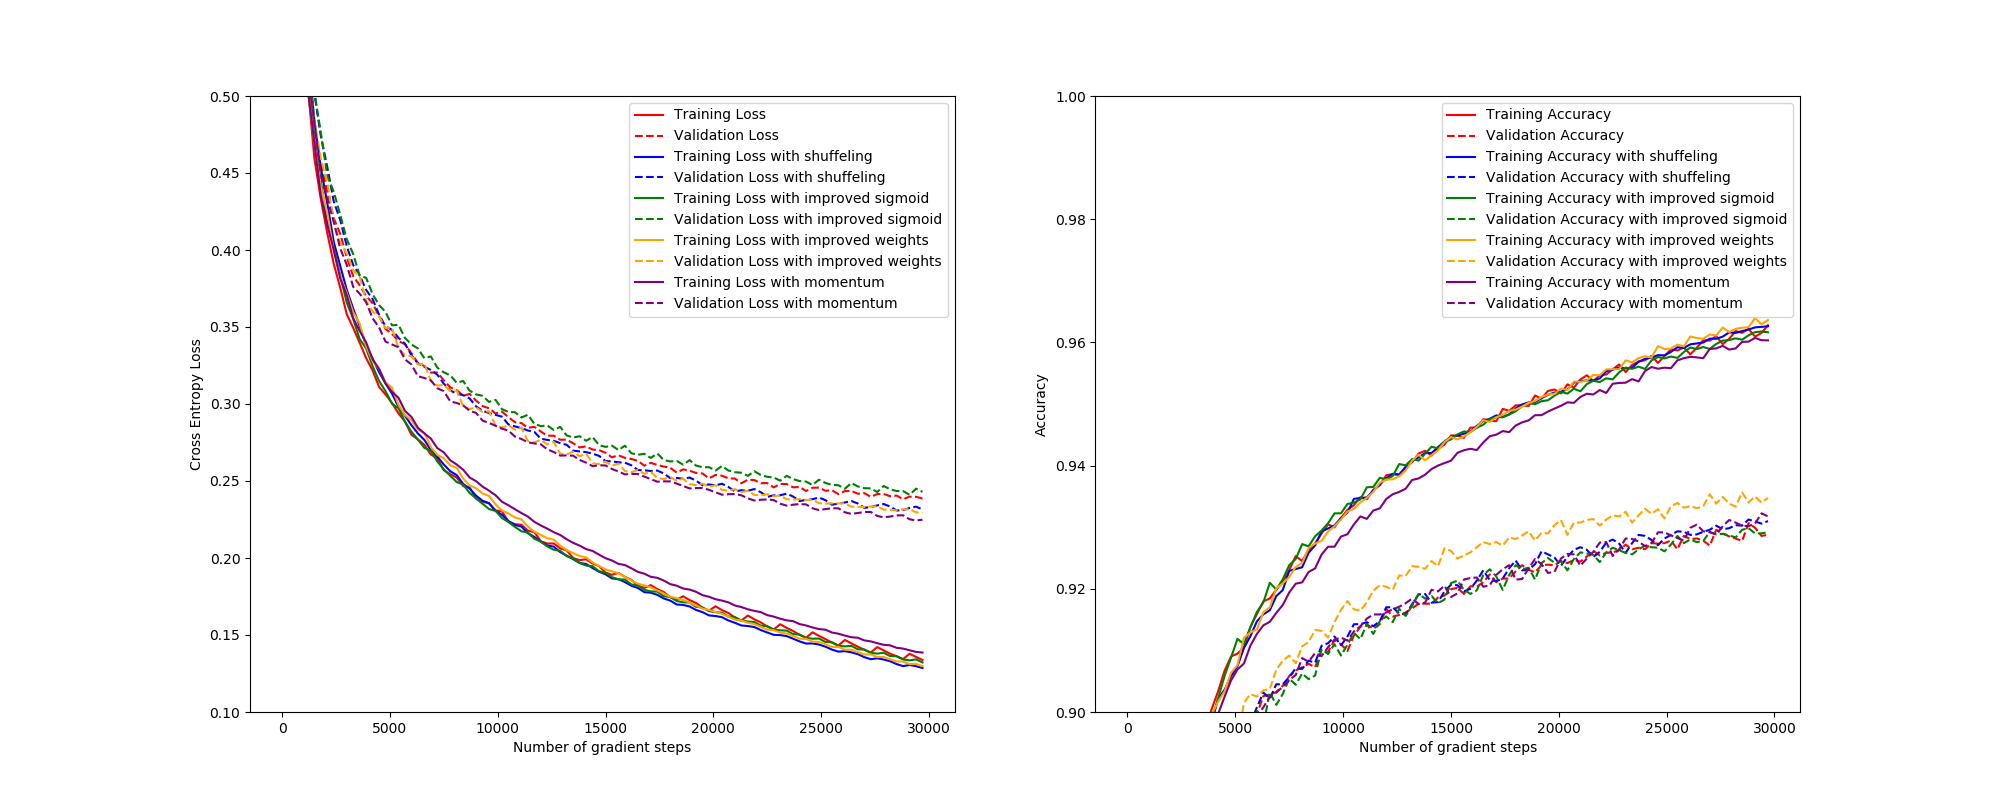 0.50
0.45
0.40
0.35
0.30
0.25
0.20
0.15
0.10
Cross Entropy Loss
0
5000
10000
15000
20000
25000
30000
Number of gradient steps
Training Loss
Validation Loss
Training Loss with shuffeling
Validation Loss with shuffeling
Training Loss with improved sigmoid
Validation Loss with improved sigmoid
Training Loss with improved weights
Validation Loss with improved weights
Training Loss with momentum
Validation Loss with momentum
1.00
0.98
0.96
0.94
0.92
0.90
Accuracy
0
5000
10000
15000
20000
25000
30000
Number of gradient steps
Training Accuracy
Validation Accuracy
Training Accuracy with shuffeling
Validation Accuracy with shuffeling
Training Accuracy with improved sigmoid
Validation Accuracy with improved sigmoid
Training Accuracy with improved weights
Validation Accuracy with improved weights
Training Accuracy with momentum
Validation Accuracy with momentum